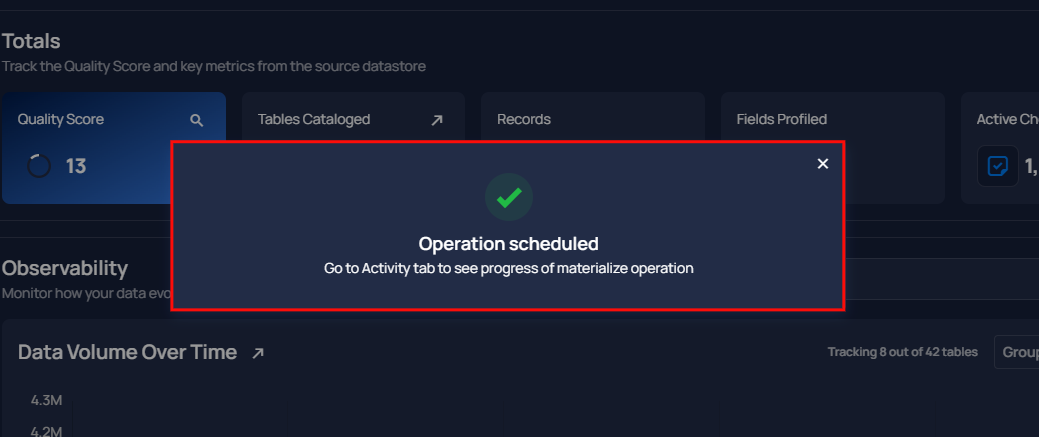 Totals
Track the Quality Score and key metrics from the source datastore
Quality Score
Tables Cataloged
Records
Fields Profiled
Active Ch
13
1,
Operation scheduled
Go to Activity tab to see progress of materialize operation
Observability
Monitor how your data evo
Data Volume Over Time
Tracking 8 out of 42 tables
Group
4.3M
4.2M